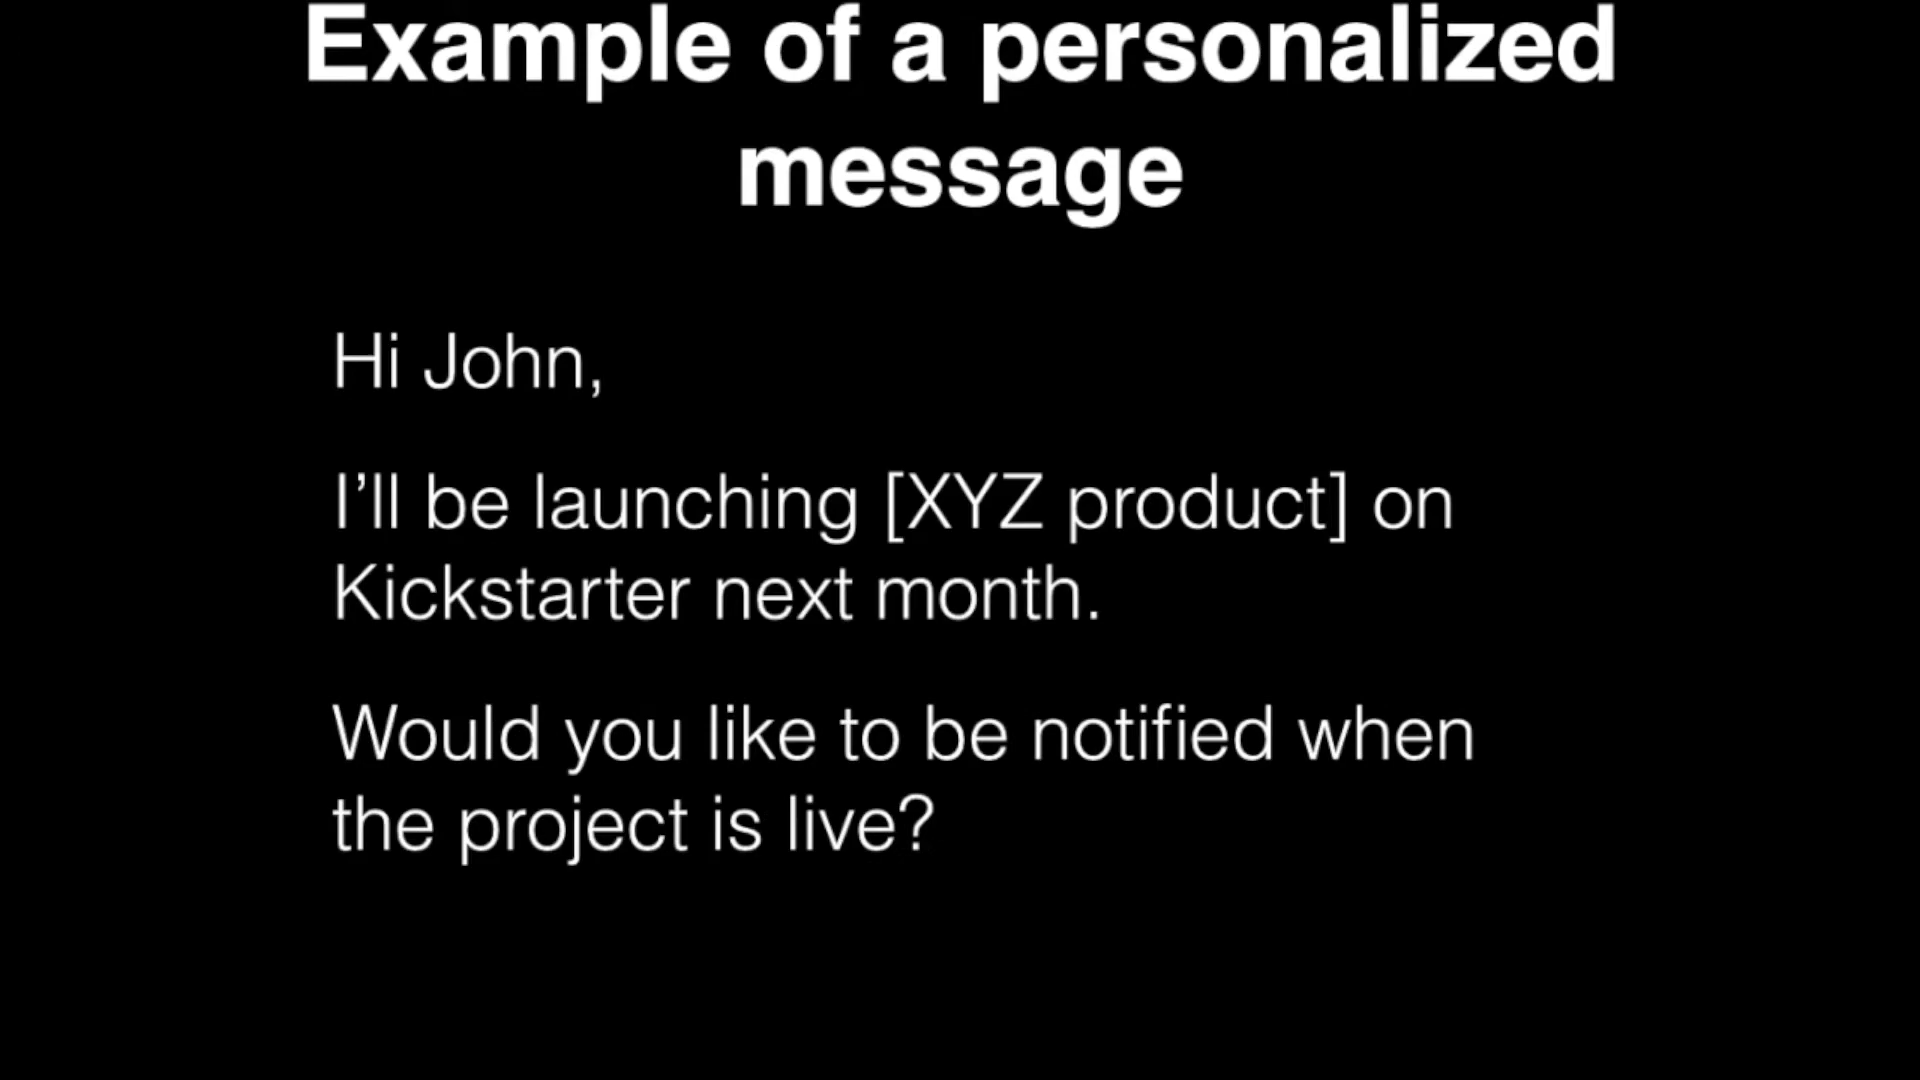 Example of a personalized
message
Hi John,
I’ll be launching [XYZ product] on
Kickstarter next month.
Would you like to be notified when
the project is live?